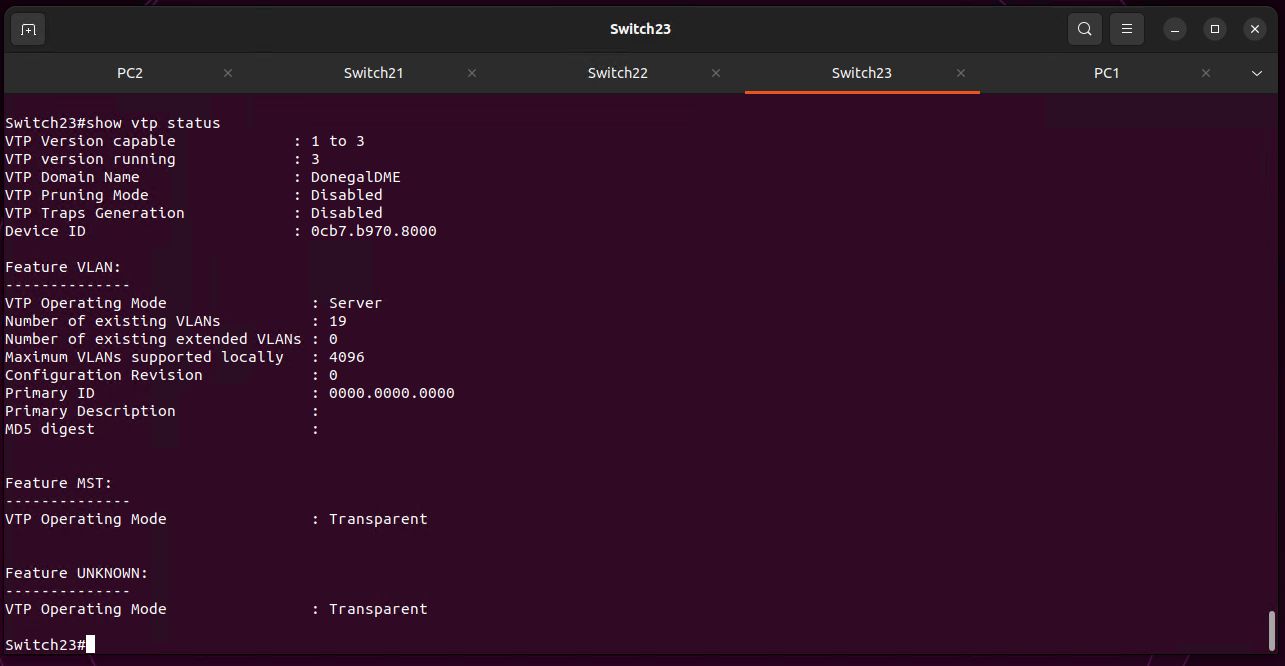 Switch23
PC2
Switch21
Switch22
Switch23
PC1
Switch23#show vtp status
VTP Version capable             : 1 to 3
VTP version running             : 3
VTP Domain Name                 : DonegalDME
VTP Pruning Mode                : Disabled
VTP Traps Generation            : Disabled
Device ID                       : 0cb7.b970.8000
Feature VLAN:
--------------
VTP Operating Mode                : Server
Number of existing VLANs          : 19
Number of existing extended VLANs : 0
Maximum VLANs supported locally   : 4096
Configuration Revision            : 0
Primary ID                        : 0000.0000.0000
Primary Description               :
MD5 digest                        :
Feature MST:
--------------
VTP Operating Mode                : Transparent
Feature UNKNOWN:
--------------
VTP Operating Mode                : Transparent
Switch23#